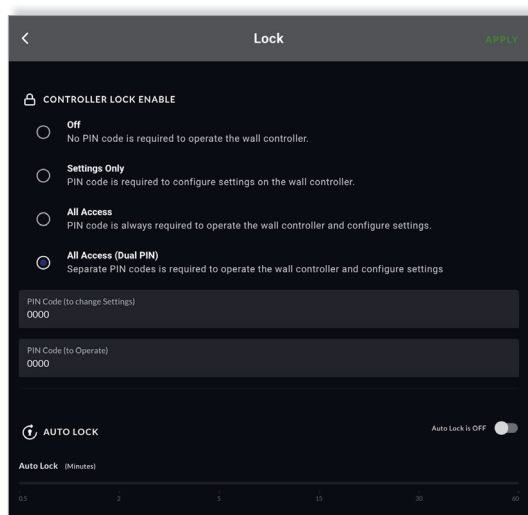 Lock
APPLY
CONTROLLER LOCK ENABLE
Off
No PIN code is required to operate the wall controller.
Settings Only
PIN code is required to configure settings on the wall controller.
All Access
PIN code is always required to operate the wall controller and configure settings.
All Access (Dual PIN)
Separate PIN codes is required to operate the wall controller and configure settings
PIN Code (to change Settings)
0000
PIN Code (to Operate)
0000
AUTO LOCK
Auto Lock is OFF
Auto Lock (Minutes)
0.5 2 5 15 30 60